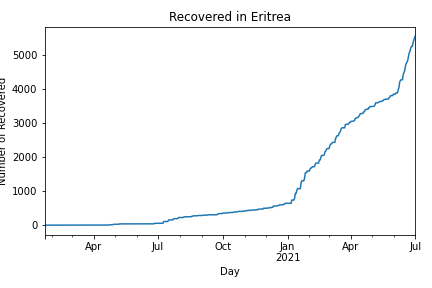 Recovered in Eritrea
Number of Recovered
5000
4000
3000
2000
1000
0
Apr Jul Oct Jan Apr Jul
2021
Day